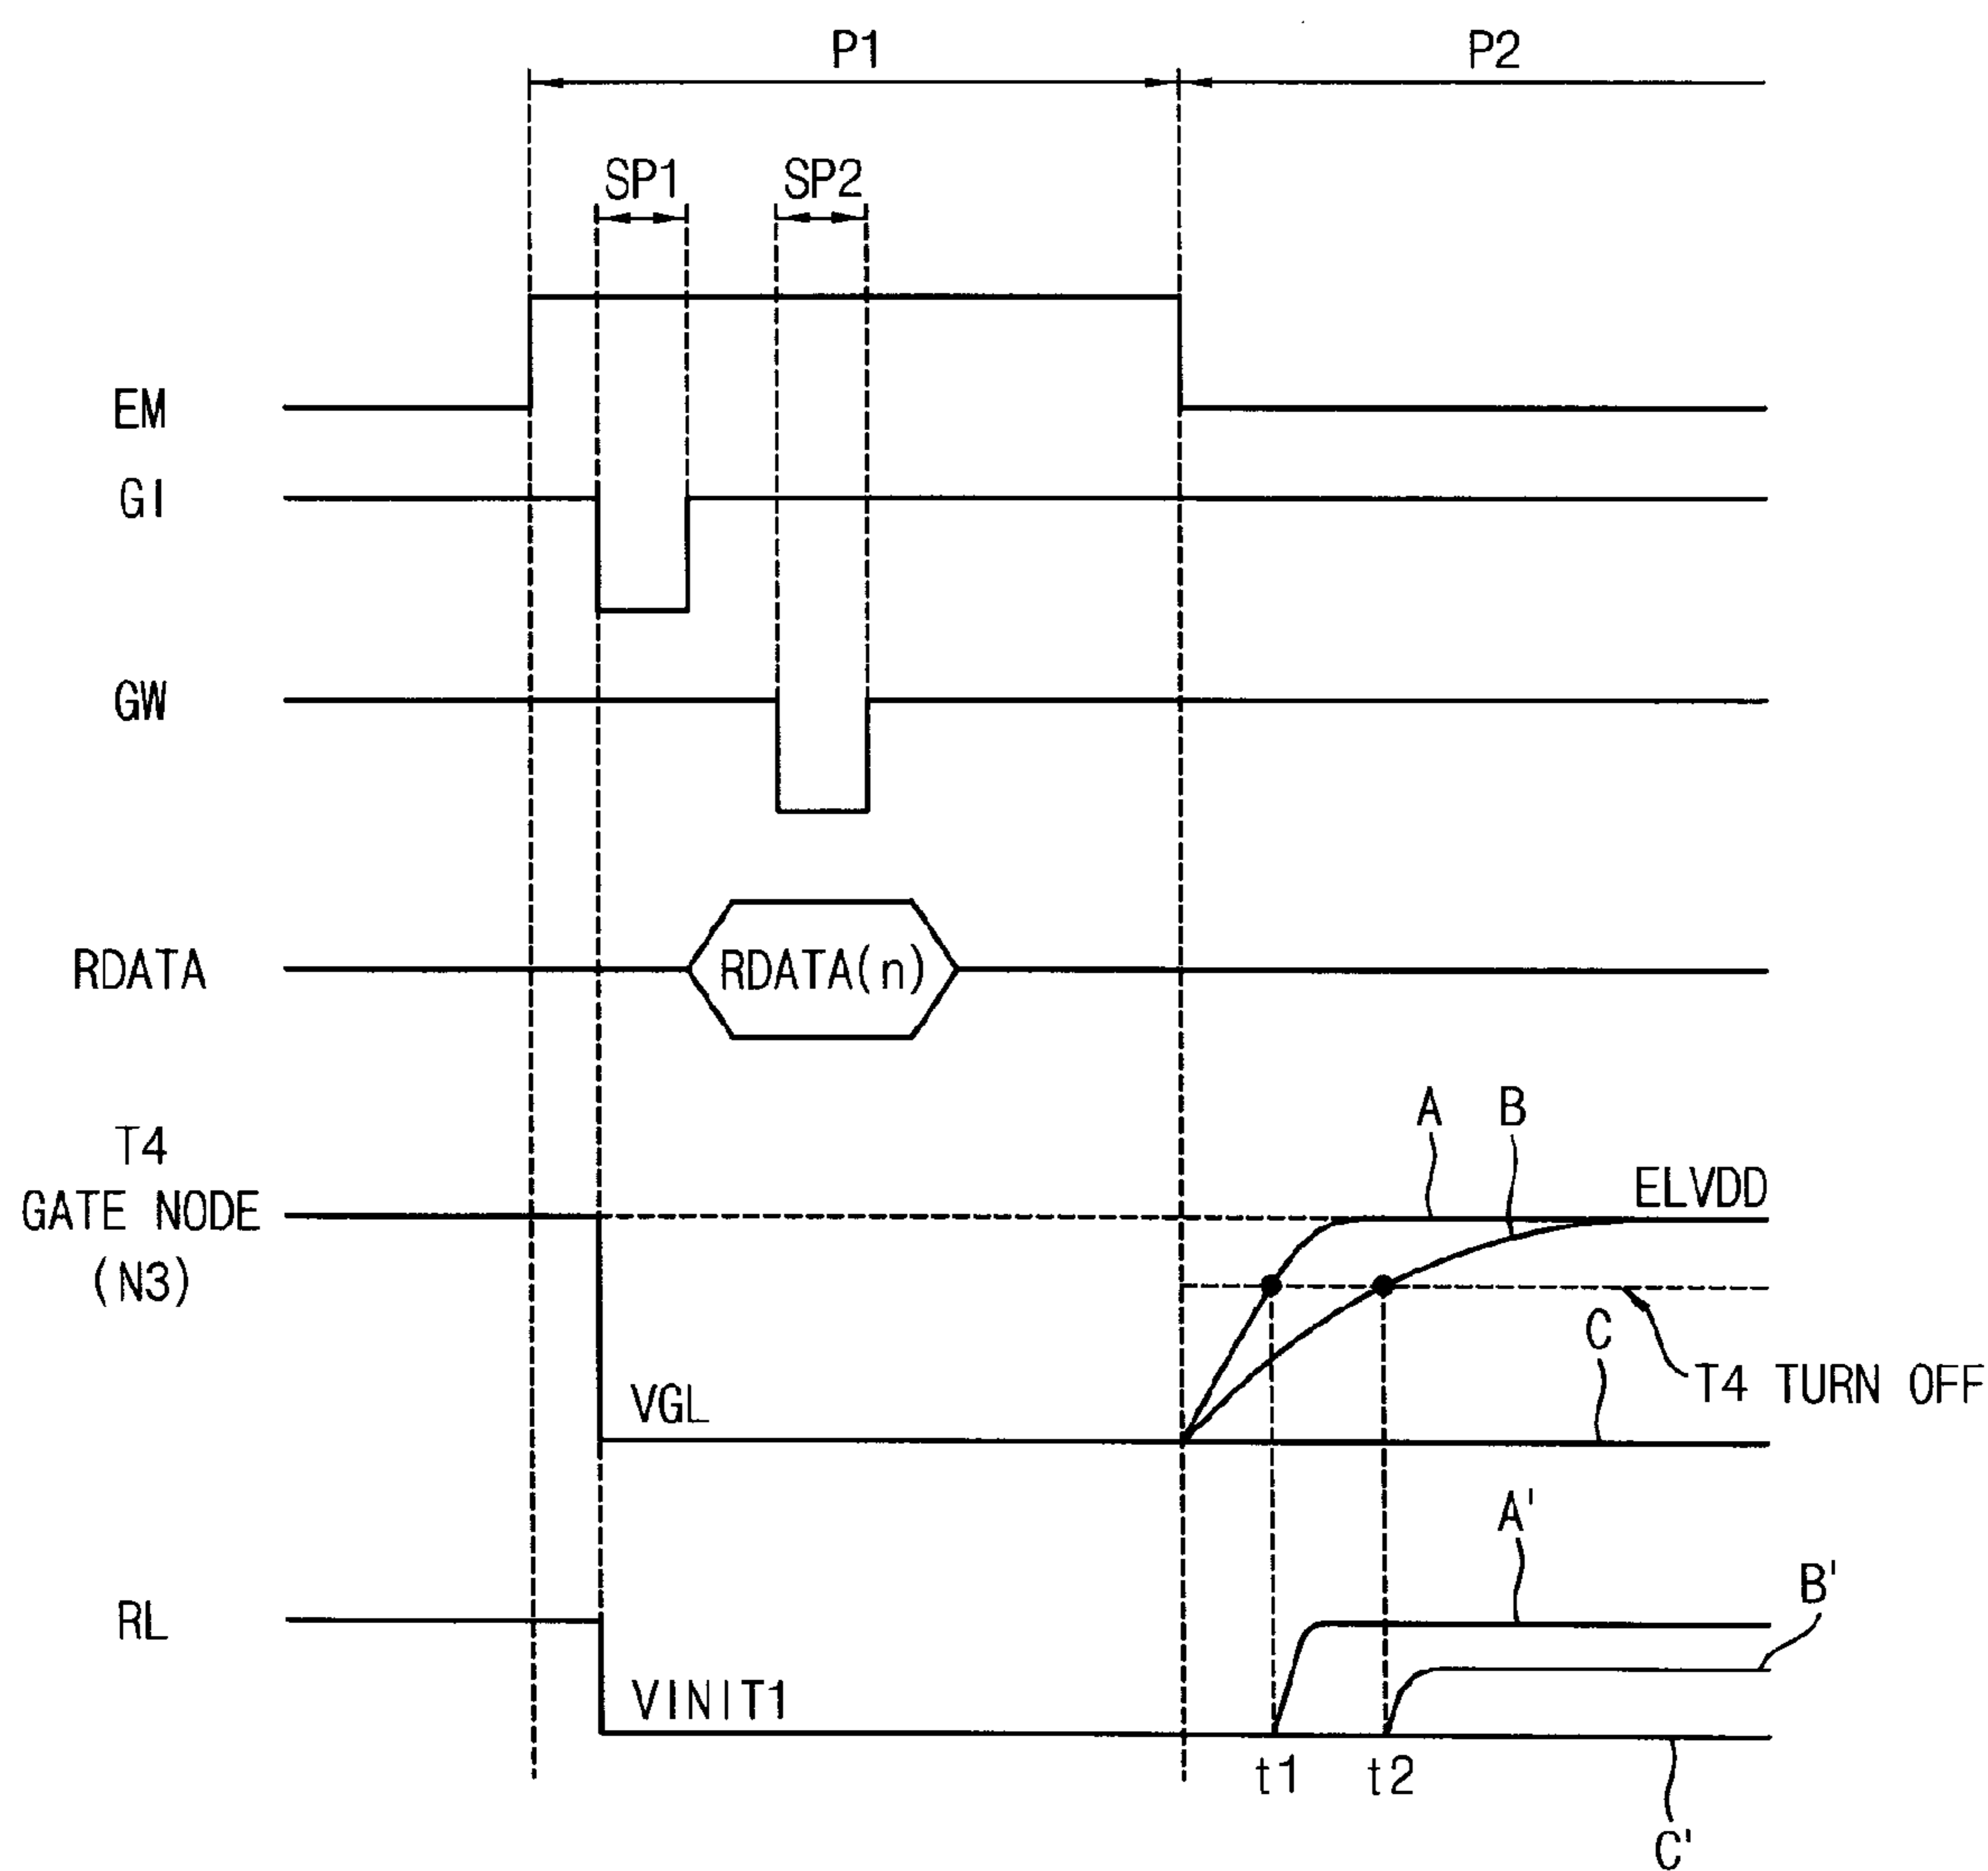 P1
P2
SP1
SP2
EM
GI
GW
RDATA
RDATA(n)
T4
GATE NODE
(N3)
A
B
ELVDD
C
T4 TURN OFF
VGL
A'
B'
RL
VINIT1
t1
t2
C'